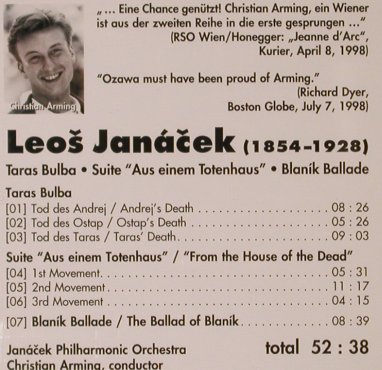 „ ... Eine Chance genützt! Christian Arming, ein Wiener
ist aus der zweiten Reihe in die erste gesprungen ...“
(RSO Wien/Honegger: „Jeanne d’Arc“,
Kurier, April 8, 1998)
“Ozawa must have been proud of Arming.”
(Richard Dyer,
Boston Globe, July 7, 1998)
Christian Arming
Leoš Janáček (1854–1928)
Taras Bulba • Suite “Aus einem Totenhaus” • Blaník Ballade
Taras Bulba
[01] Tod des Andrej / Andrej’s Death 08 : 26
[02] Tod des Ostap / Ostap’s Death 05 : 26
[03] Tod des Taras / Taras’ Death 09 : 03
Suite “Aus einem Totenhaus” / “From the House of the Dead”
[04] 1st Movement 05 : 31
[05] 2nd Movement 11 : 17
[06] 3rd Movement 04 : 15
[07] Blaník Ballade / The Ballad of Blaník 08 : 39
Janáček Philharmonic Orchestra total 52 : 38
Christian Arming, conductor